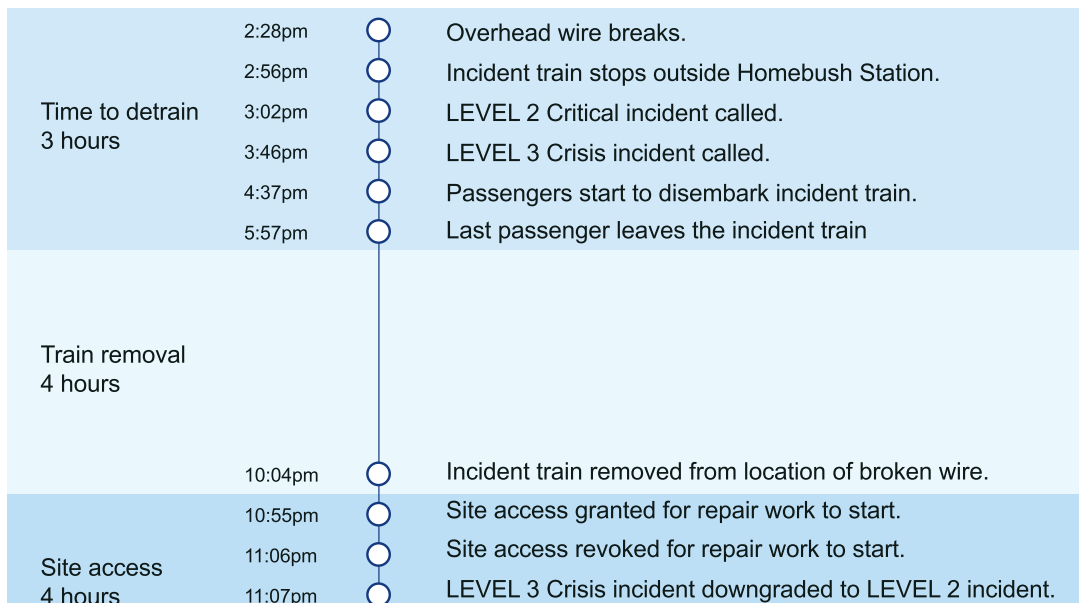 2:28pm Overhead wire breaks.
2:56pm Incident train stops outside Homebush Station.
Time to detrain
3 hours
3:02pm LEVEL 2 Critical incident called.
3:46pm LEVEL 3 Crisis incident called.
4:37pm Passengers start to disembark incident train.
5:57pm Last passenger leaves the incident train
Train removal
4 hours
10:04pm Incident train removed from location of broken wire.
10:55pm Site access granted for repair work to start.
11:06pm Site access revoked for repair work to start.
Site access
4 hours
11:07pm LEVEL 3 Crisis incident downgraded to LEVEL 2 incident.